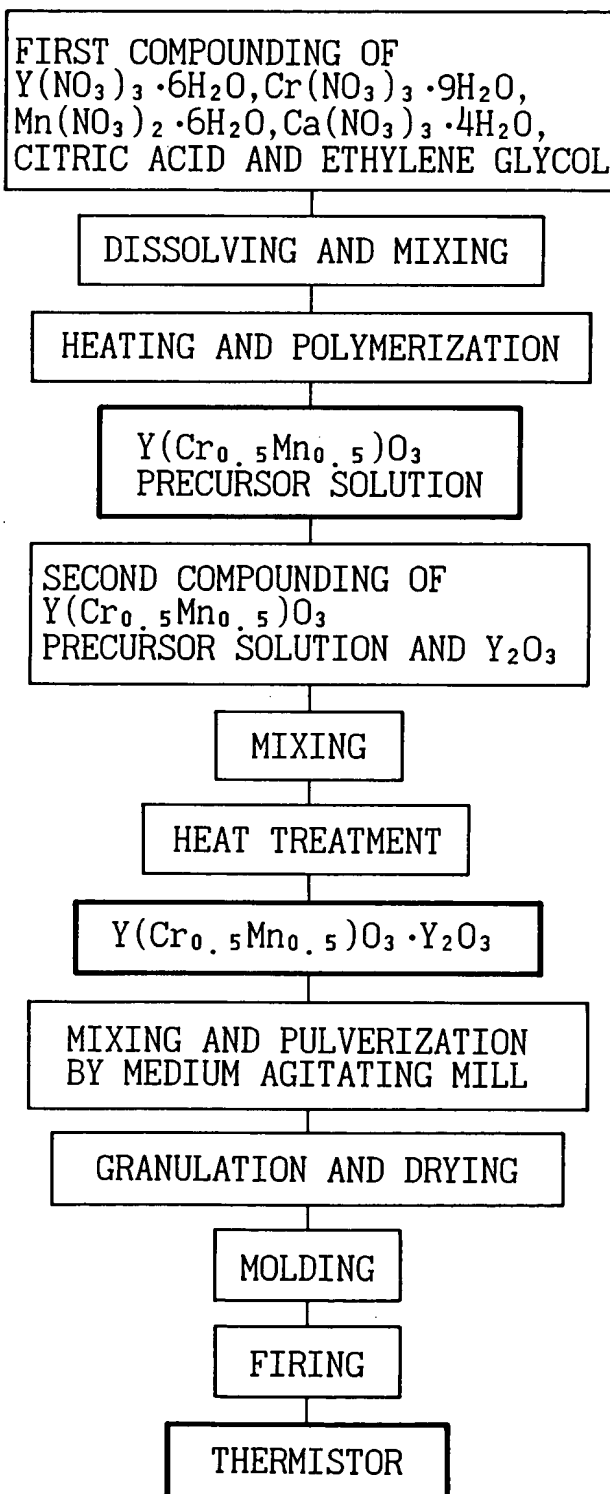 FIRST COMPOUNDING OF
Y(NO₃)₃·6H₂O,Cr(NO₃)₃·9H₂O,
Mn(NO₃)₂·6H₂O,Ca(NO₃)₃·4H₂O,
CITRIC ACID AND ETHYLENE GLYCOL
DISSOLVING AND MIXING
HEATING AND POLYMERIZATION
Y(Cr₀.₅Mn₀.₅)O₃
PRECURSOR SOLUTION
SECOND COMPOUNDING OF
Y(Cr₀.₅Mn₀.₅)O₃
PRECURSOR SOLUTION AND Y₂O₃
MIXING
HEAT TREATMENT
Y(Cr₀.₅Mn₀.₅)O₃·Y₂O₃
MIXING AND PULVERIZATION
BY MEDIUM AGITATING MILL
GRANULATION AND DRYING
MOLDING
FIRING
THERMISTOR